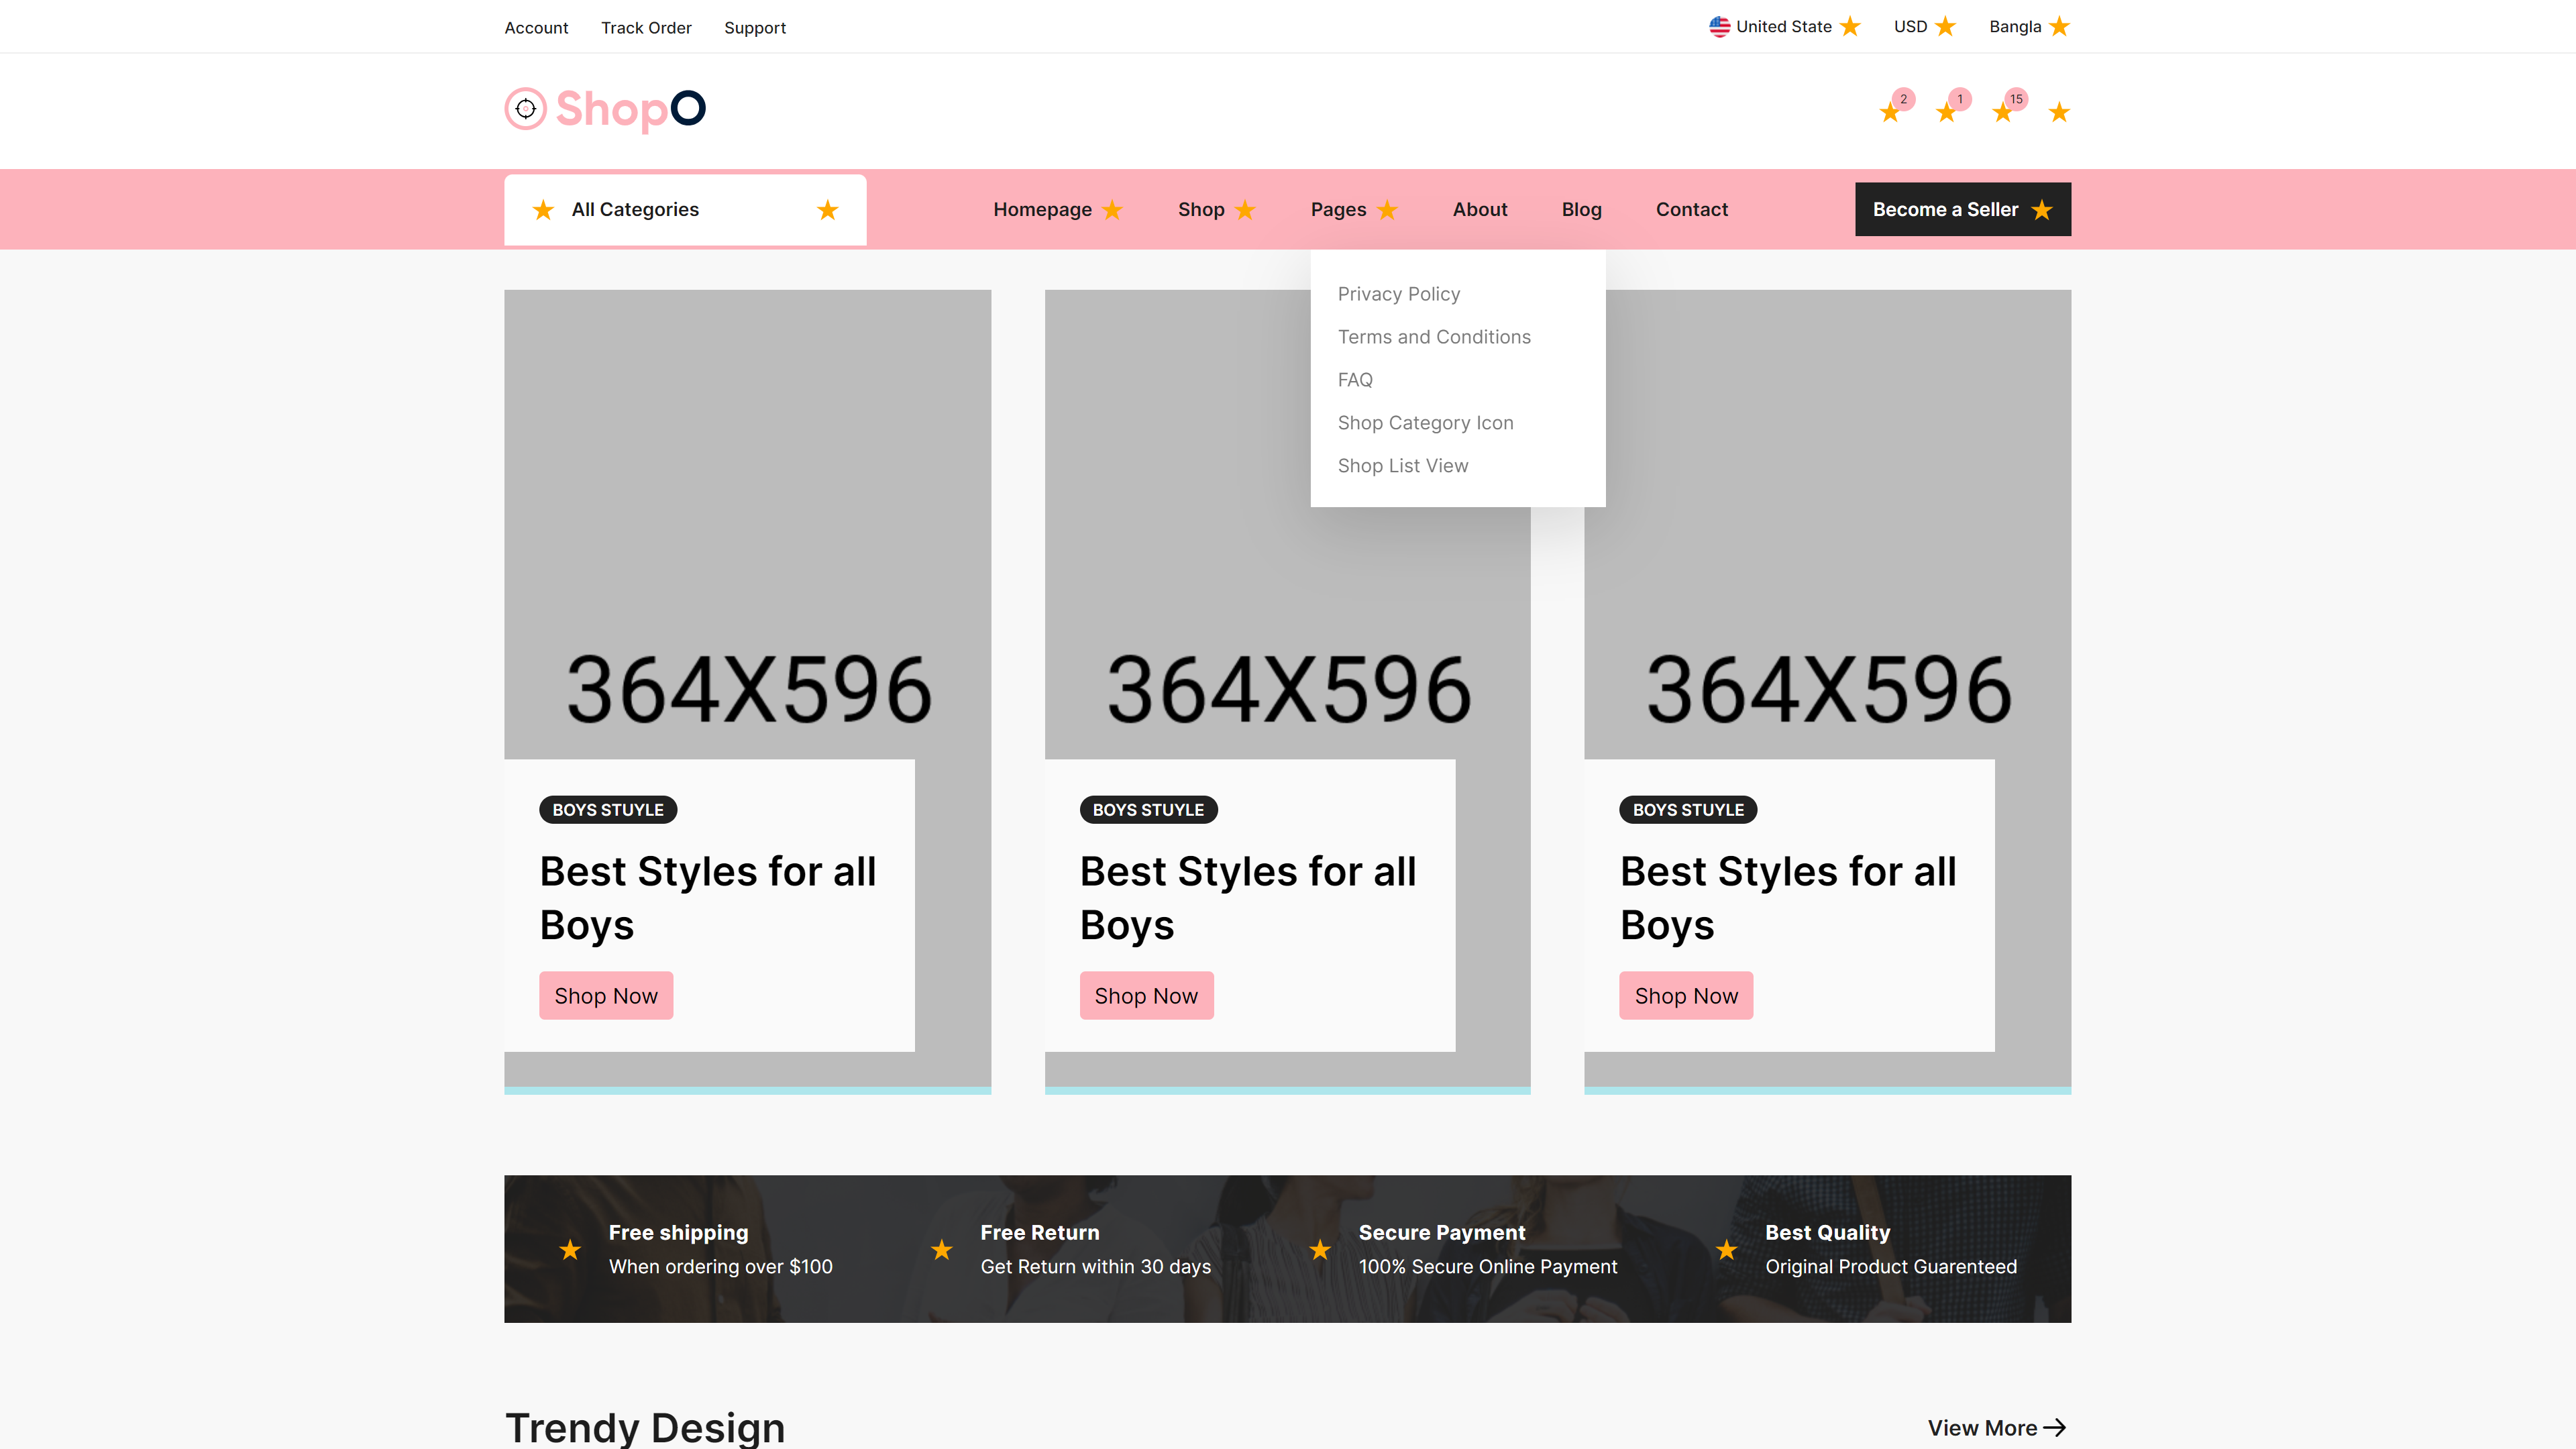 Account Track Order Support
United State USD Bangla
ShopO
2 1 15
All Categories
Homepage Shop Pages About Blog Contact
Become a Seller
Privacy Policy
Terms and Conditions
FAQ
Shop Category Icon
Shop List View
364X596
BOYS STUYLE
Best Styles for all
Boys
Shop Now
364X596
BOYS STUYLE
Best Styles for all
Boys
Shop Now
364X596
BOYS STUYLE
Best Styles for all
Boys
Shop Now
Free shipping
When ordering over $100
Free Return
Get Return within 30 days
Secure Payment
100% Secure Online Payment
Best Quality
Original Product Guarenteed
Trendy Design
View More